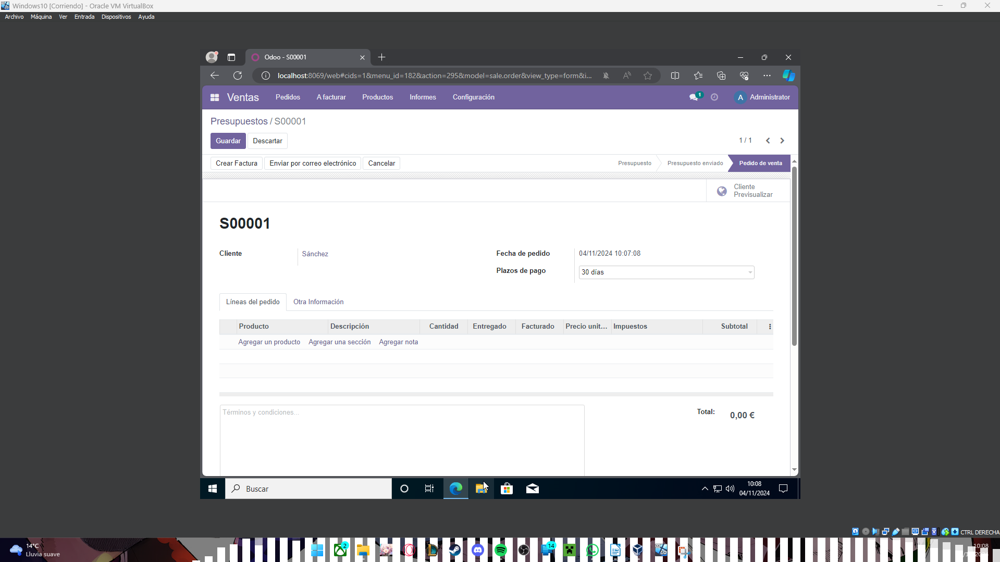 Windows10 [Corriendo] - Oracle VM VirtualBox
Archivo Máquina Ver Entrada Dispositivos Ayuda
Odoo - S00001
localhost:8069/web#cids=1&menu_id=182&action=295&model=sale.order&view_type=form&i...
Ventas Pedidos A facturar Productos Informes Configuración 1 A Administrator
Presupuestos / S00001
Guardar Descartar 1 / 1
Crear Factura Enviar por correo electrónico Cancelar Presupuesto Presupuesto enviado Pedido de venta
Cliente
Previsualizar
S00001
Cliente Sánchez Fecha de pedido 04/11/2024 10:07:08
Plazos de pago 30 días
Líneas del pedido Otra Información
Producto Descripción Cantidad Entregado Facturado Precio unit... Impuestos Subtotal
Agregar un producto Agregar una sección Agregar nota
Términos y condiciones... Total: 0,00 €
Buscar
10:08
04/11/2024
CTRL DERECHA
14°C
Lluvia suave
2
14
10:08